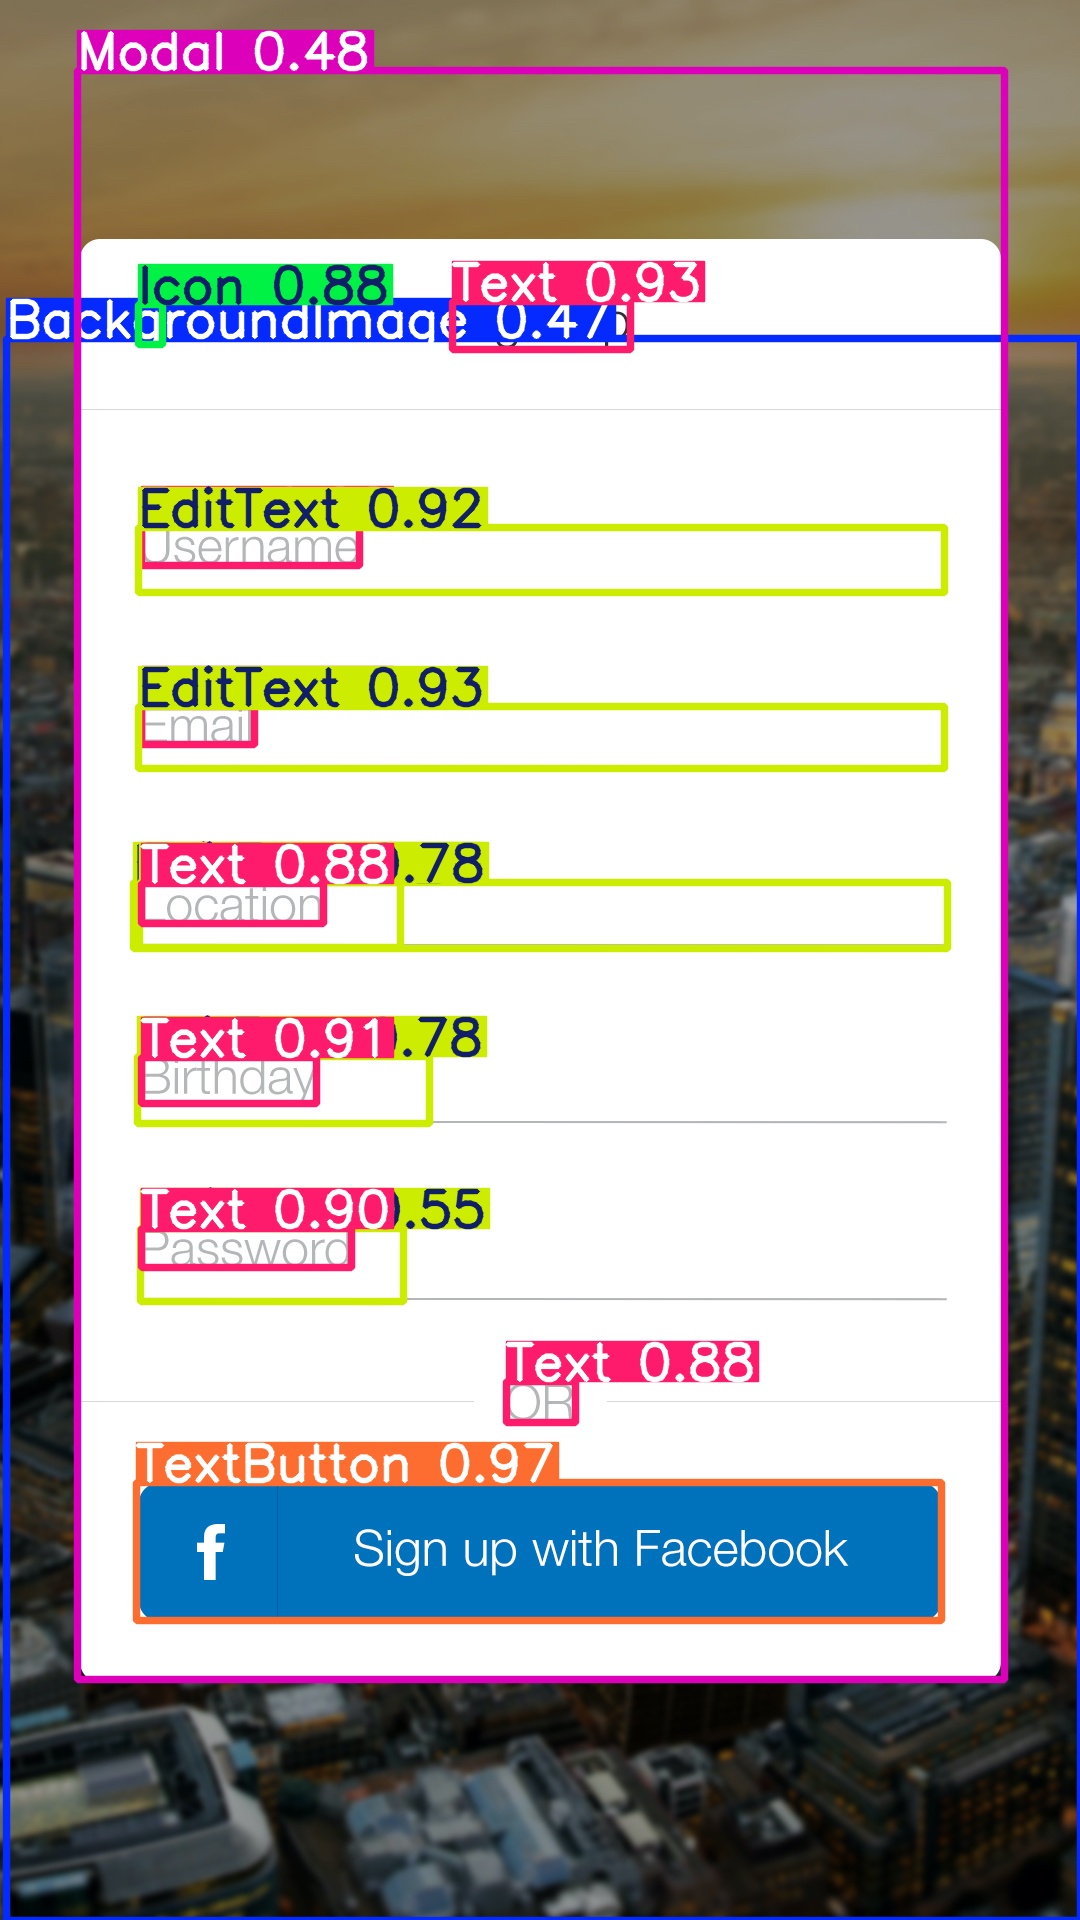 Modal 0.48
Icon 0.88
Text 0.93
BackgroundImage 0.47
EditText 0.92
Username
EditText 0.93
Email
Text 0.88
.78
Location
Text 0.91
.78
Birthday
Text 0.90
.55
Password
Text 0.88
OR
TextButton 0.97
f
Sign up with Facebook